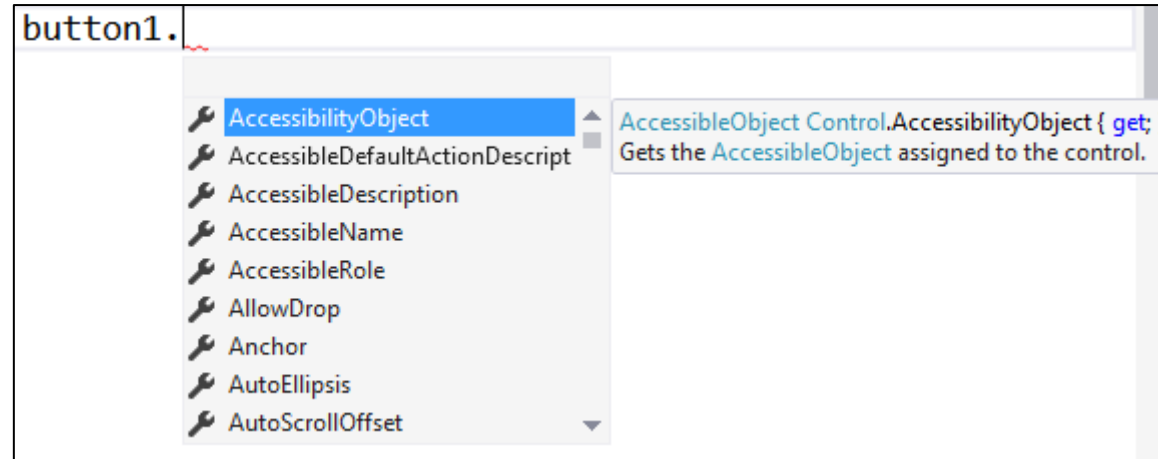 button1.
AccessibilityObject
AccessibleObject Control.AccessibilityObject { get;
Gets the AccessibleObject assigned to the control.
AccessibleDefaultActionDescript
AccessibleDescription
AccessibleName
AccessibleRole
AllowDrop
Anchor
AutoEllipsis
AutoScrollOffset